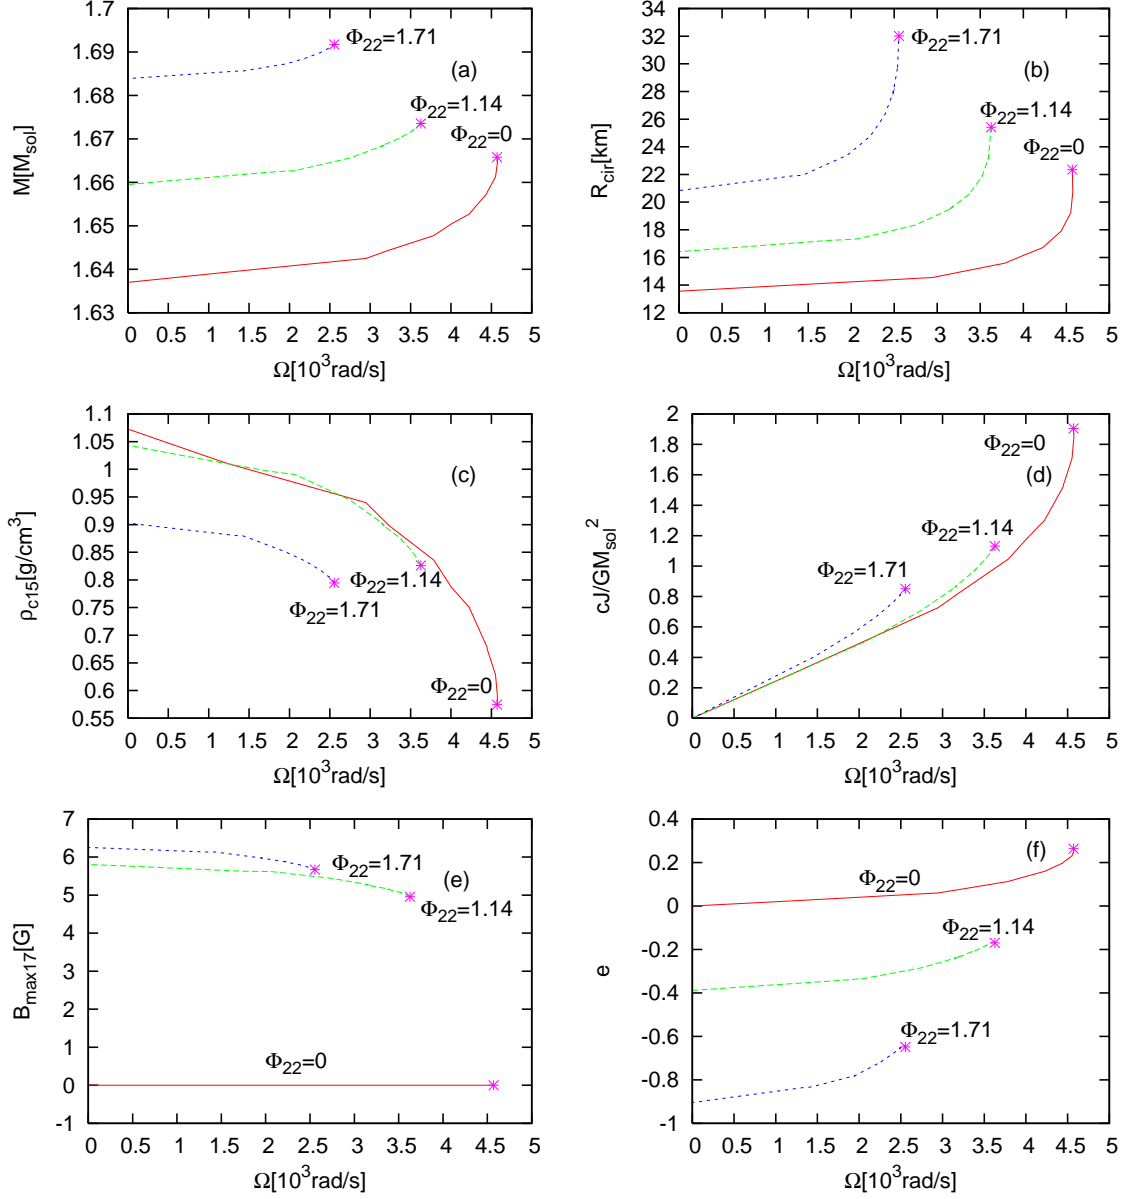 1.7
1.69
1.68
1.67
1.66
1.65
1.64
1.63
M[M_sol]
Φ22=1.71
(a)
Φ22=1.14
Φ22=0
0 0.5 1 1.5 2 2.5 3 3.5 4 4.5 5
Ω[10^3rad/s]
34
32
30
28
26
24
22
20
18
16
14
12
R_cir[km]
Φ22=1.71
(b)
Φ22=1.14
Φ22=0
0 0.5 1 1.5 2 2.5 3 3.5 4 4.5 5
Ω[10^3rad/s]
1.1
1.05
1
0.95
0.9
0.85
0.8
0.75
0.7
0.65
0.6
0.55
ρ_c15[g/cm^3]
(c)
Φ22=1.14
Φ22=1.71
Φ22=0
0 0.5 1 1.5 2 2.5 3 3.5 4 4.5 5
Ω[10^3rad/s]
2
1.8
1.6
1.4
1.2
1
0.8
0.6
0.4
0.2
0
cJ/GM_sol^2
Φ22=0
(d)
Φ22=1.14
Φ22=1.71
0 0.5 1 1.5 2 2.5 3 3.5 4 4.5 5
Ω[10^3rad/s]
7
6
5
4
3
2
1
0
-1
B_max17[G]
Φ22=1.71
(e)
Φ22=1.14
Φ22=0
0 0.5 1 1.5 2 2.5 3 3.5 4 4.5 5
Ω[10^3rad/s]
0.4
0.2
0
-0.2
-0.4
-0.6
-0.8
-1
e
(f)
Φ22=0
Φ22=1.14
Φ22=1.71
0 0.5 1 1.5 2 2.5 3 3.5 4 4.5 5
Ω[10^3rad/s]